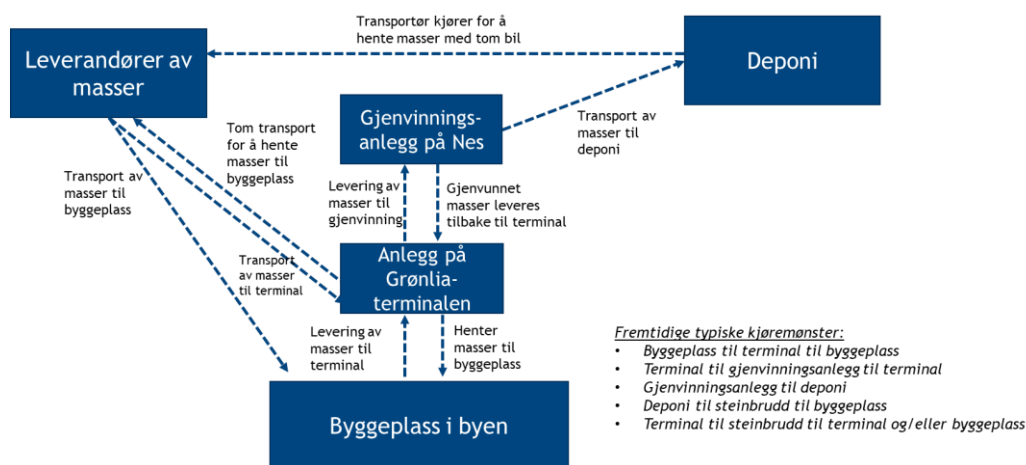 Transportør kjører for å
hente masser med tom bil
Leverandører av
masser
Deponi
Gjenvinnings-
anlegg på Nes
Transport av
masser til
deponi
Tom transport
for å hente
masser til
byggeplass
Transport av
masser til
byggeplass
Levering av
masser til
gjenvinning
Gjenvunnet
masser leveres
tilbake til terminal
Transport
av masser
til terminal
Anlegg på
Grønlia-
terminalen
Levering av
masser til
terminal
Henter
masser til
byggeplass
Byggeplass i byen
Fremtidige typiske kjøremønster:
• Byggeplass til terminal til byggeplass
• Terminal til gjenvinningsanlegg til terminal
• Gjenvinningsanlegg til deponi
• Deponi til steinbrudd til byggeplass
• Terminal til steinbrudd til terminal og/eller byggeplass